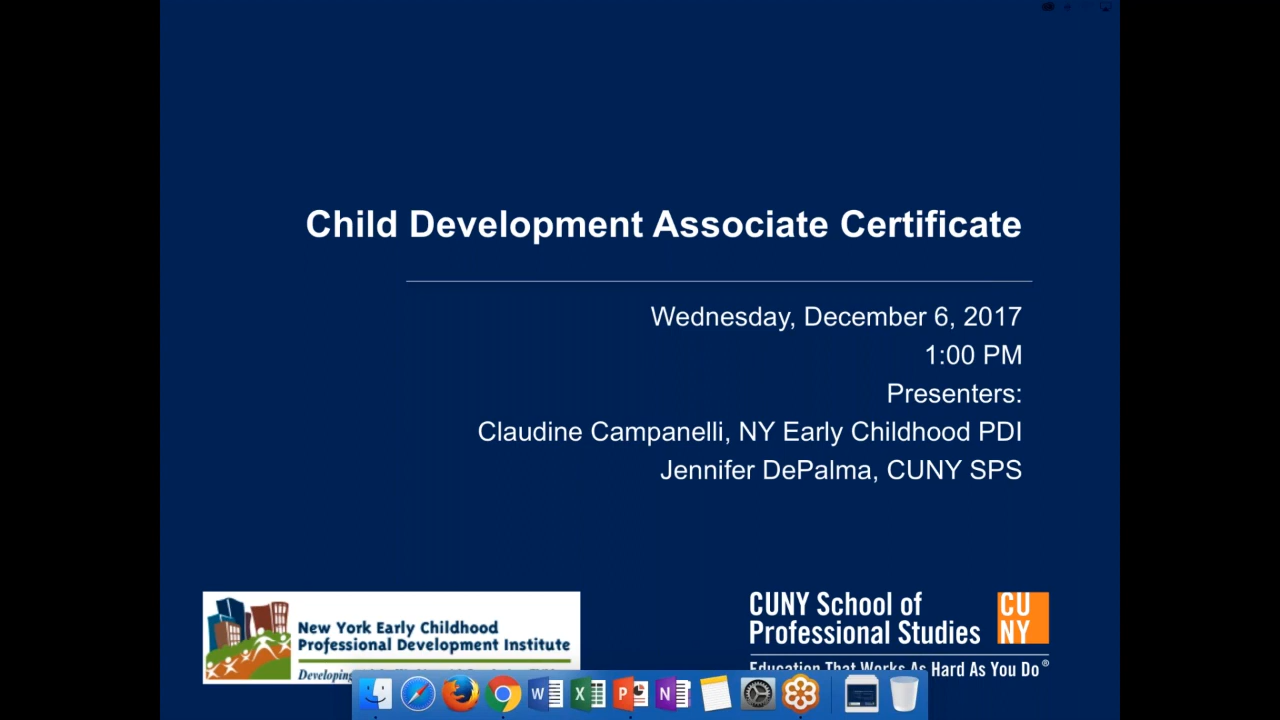 Child Development Associate Certificate
Wednesday, December 6, 2017
1:00 PM
Presenters:
Claudine Campanelli, NY Early Childhood PDI
Jennifer DePalma, CUNY SPS
New York Early Childhood
Professional Development Institute
Developing
CUNY School of
Professional Studies
CU
NY
Education That Works As Hard As You Do®
W
X
P
N